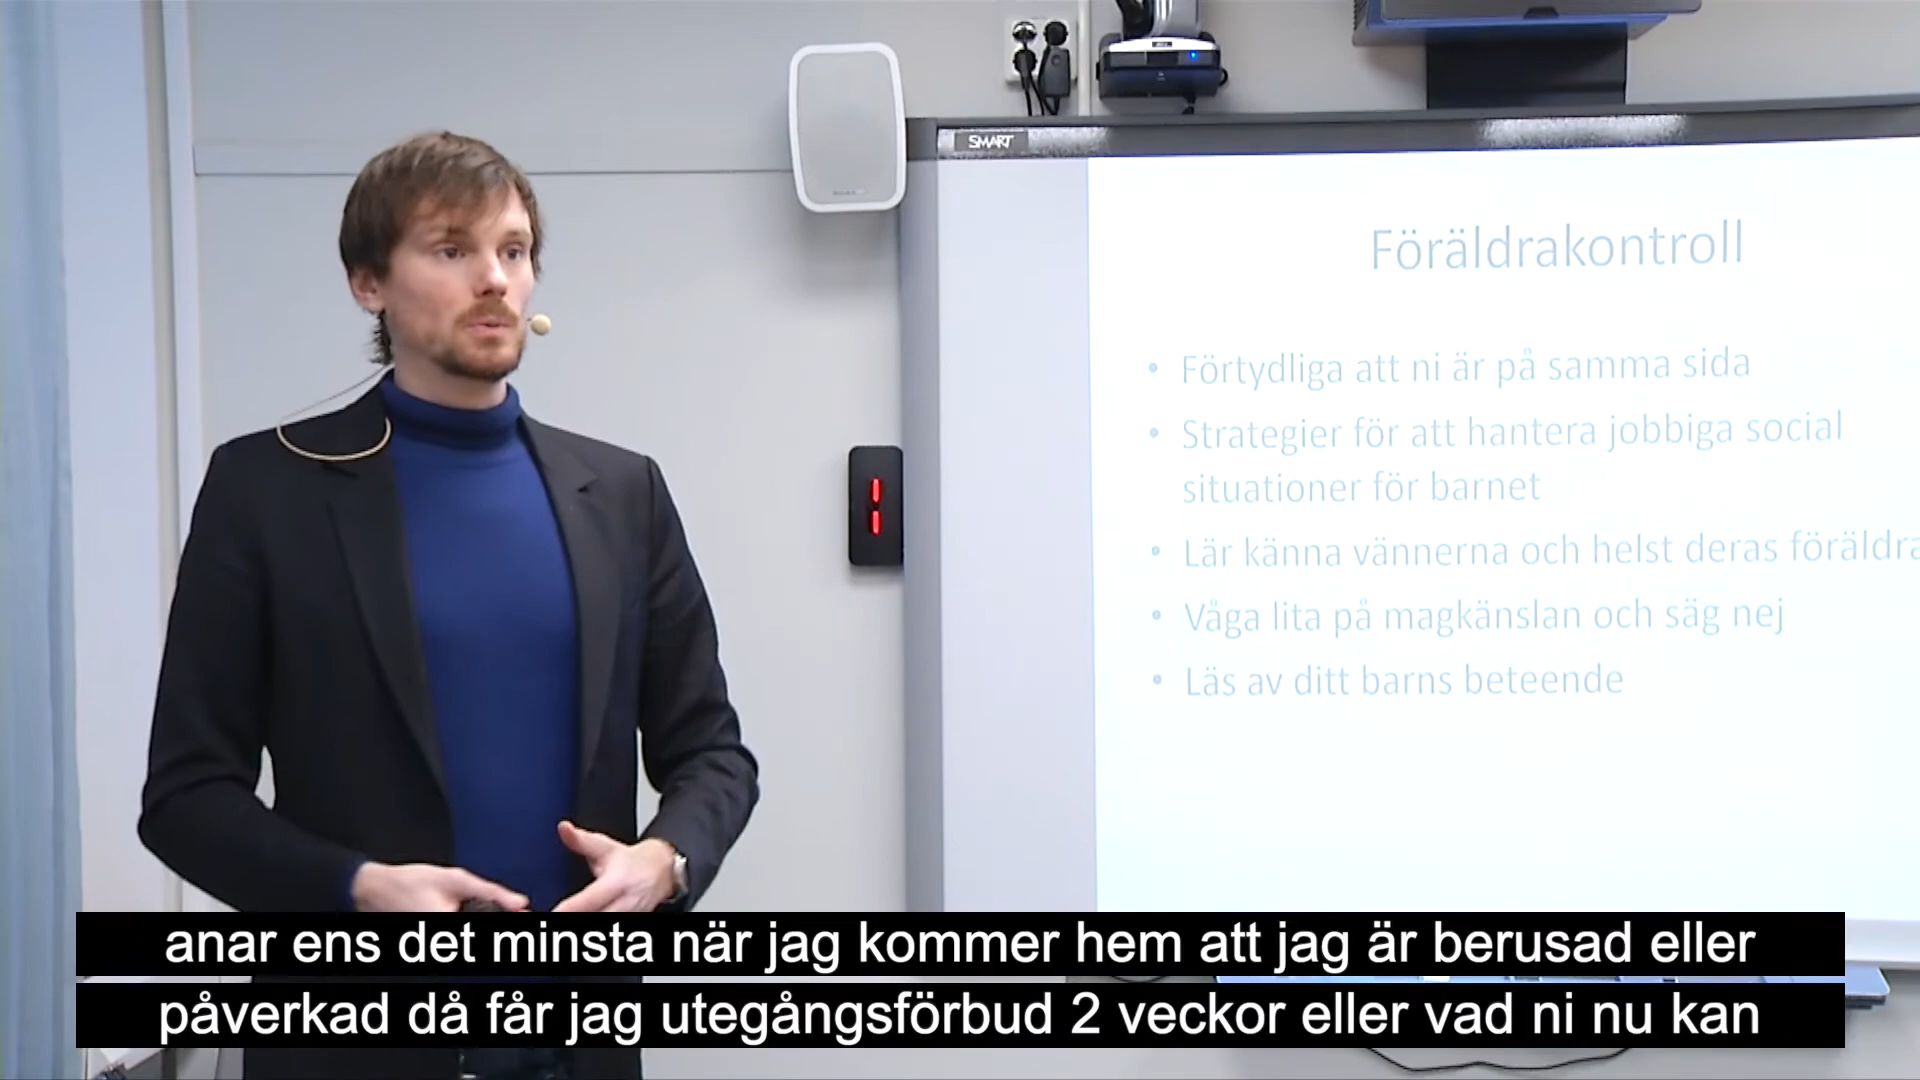 SMART
Föräldrakontroll
• Förtydliga att ni är på samma sida
• Strategier för att hantera jobbiga social
situationer för barnet
• Lär känna vännerna och helst deras föräldra
• Våga lita på magkänslan och säg nej
• Läs av ditt barns beteende
anar ens det minsta när jag kommer hem att jag är berusad eller
påverkad då får jag utegångsförbud 2 veckor eller vad ni nu kan